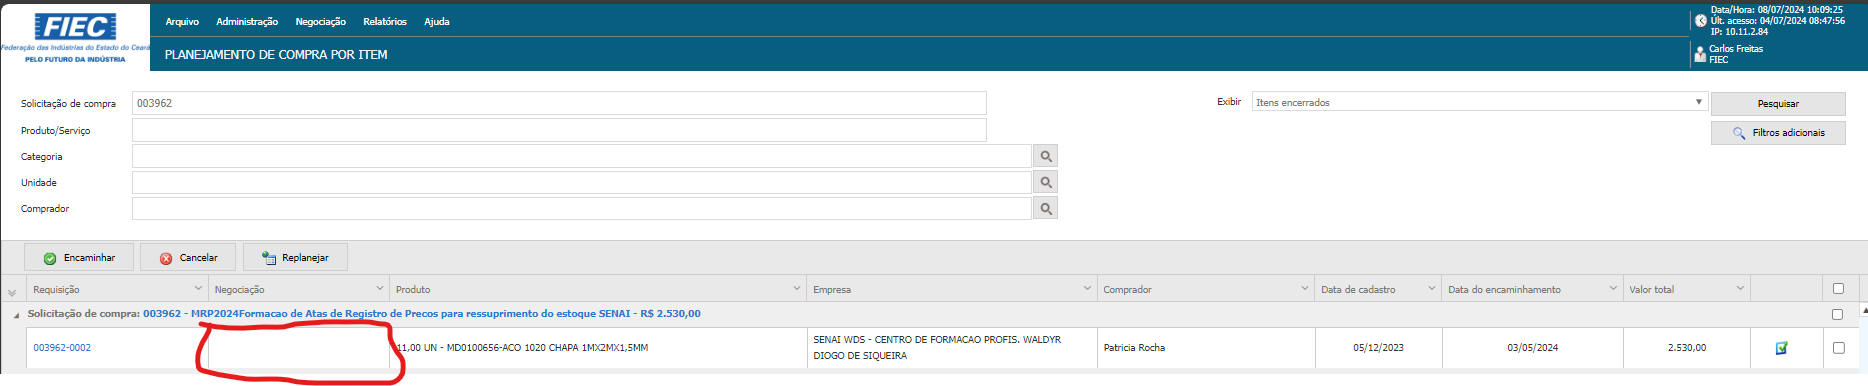 FIEC
Federação das Indústrias do Estado do Ceará
PELO FUTURO DA INDÚSTRIA
Arquivo Administração Negociação Relatórios Ajuda
Data/Hora: 08/07/2024 10:09:25
Últ. acesso: 04/07/2024 08:47:56
IP: 10.11.2.84
PLANEJAMENTO DE COMPRA POR ITEM
Carlos Freitas
FIEC
Solicitação de compra 003962
Exibir Itens encerrados Pesquisar
Produto/Serviço
Filtros adicionais
Categoria
Unidade
Comprador
Encaminhar Cancelar Replanejar
Requisição Negociação Produto Empresa Comprador Data de cadastro Data do encaminhamento Valor total
Solicitação de compra: 003962 - MRP2024Formacao de Atas de Registro de Precos para ressuprimento do estoque SENAI - R$ 2.530,00
003962-0002 11,00 UN - MD0100656-ACO 1020 CHAPA 1MX2MX1,5MM SENAI WDS - CENTRO DE FORMACAO PROFIS. WALDYR DIOGO DE SIQUEIRA Patricia Rocha 05/12/2023 03/05/2024 2.530,00